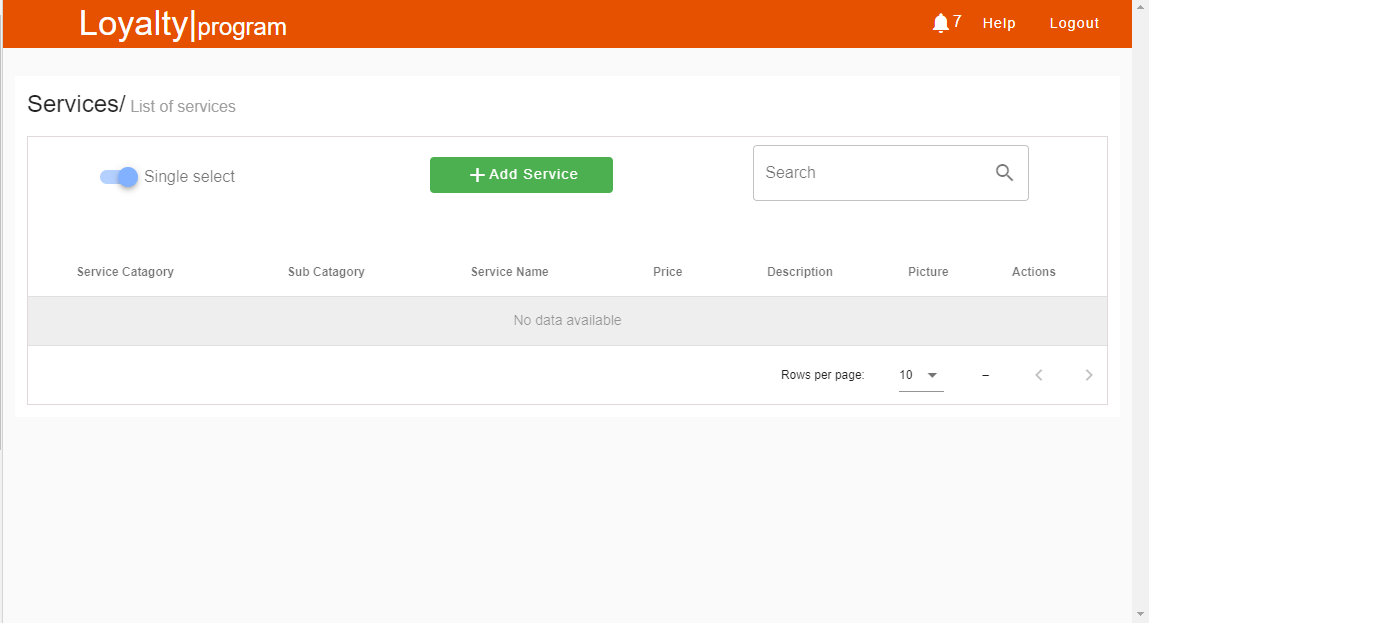 Loyalty|program 7 Help Logout
Services/ List of services
Single select + Add Service Search
Service Catagory Sub Catagory Service Name Price Description Picture Actions
No data available
Rows per page: 10 –